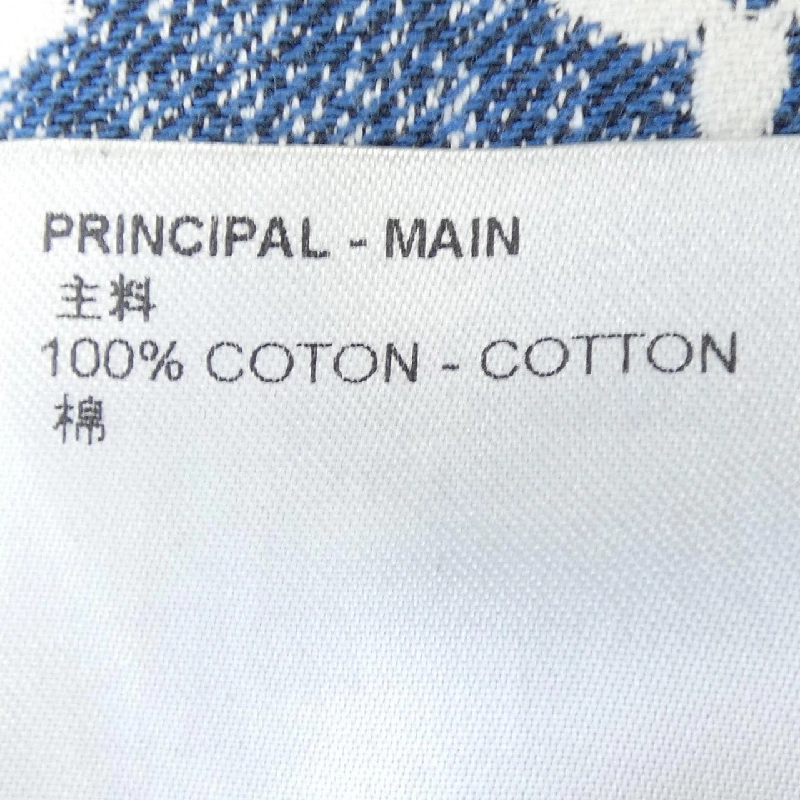 PRINCIPAL - MAIN
主料
100% COTON - COTTON
棉